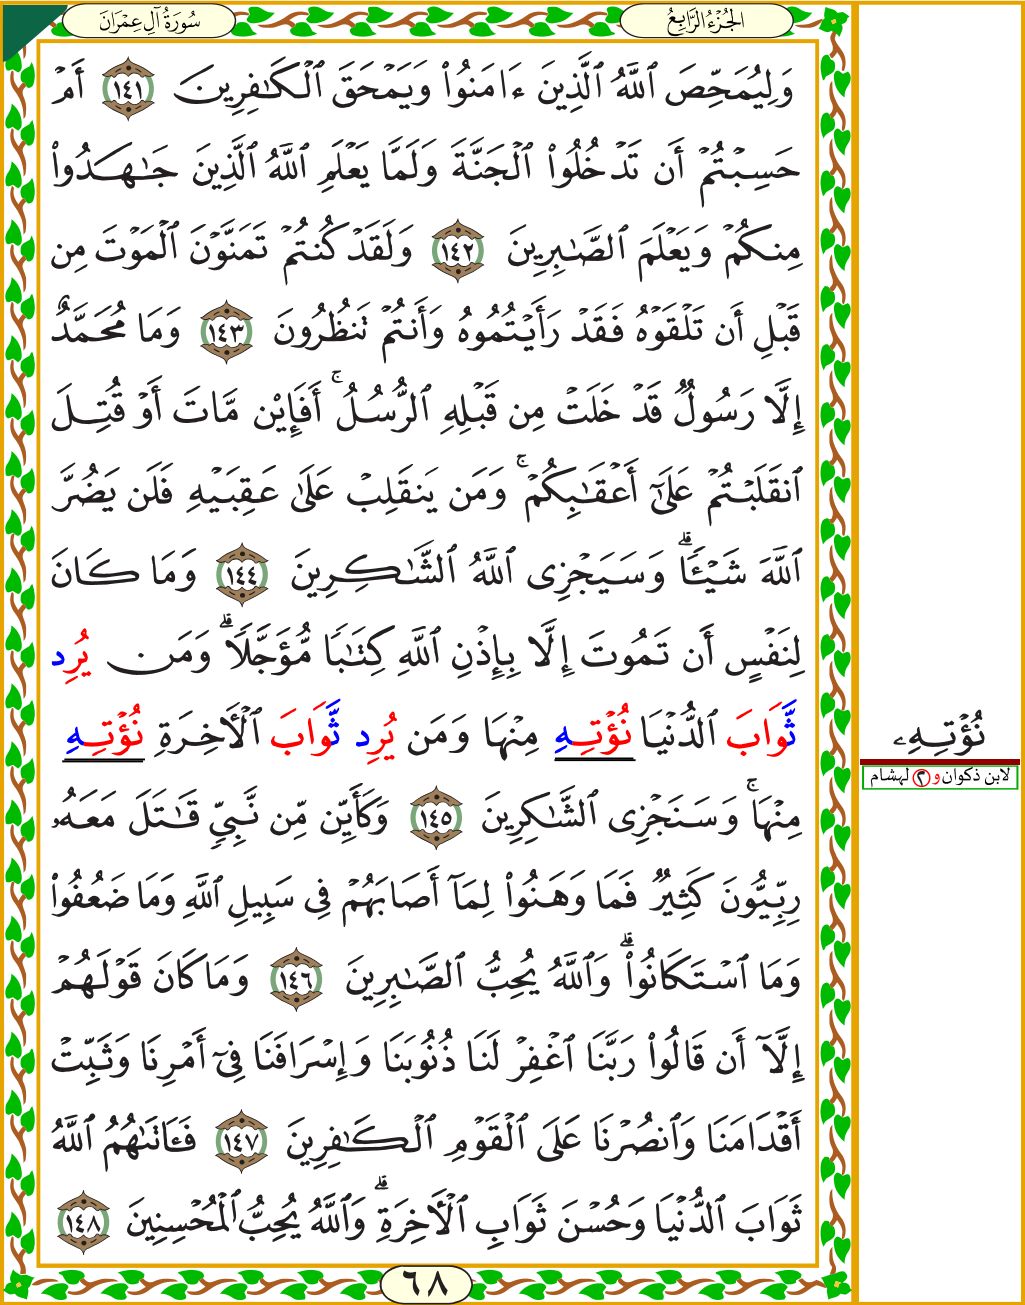 الجُزْءُ الرَّابِعُ
سُورَةُ آلِ عِمْرَانَ
وَلِيُمَحِّصَ ٱللَّهُ ٱلَّذِينَ ءَامَنُوا۟ وَيَمْحَقَ ٱلْكَـٰفِرِينَ ١٤١ أَمْ
حَسِبْتُمْ أَن تَدْخُلُوا۟ ٱلْجَنَّةَ وَلَمَّا يَعْلَمِ ٱللَّهُ ٱلَّذِينَ جَـٰهَدُوا۟
مِنكُمْ وَيَعْلَمَ ٱلصَّـٰبِرِينَ ١٤٢ وَلَقَدْ كُنتُمْ تَمَنَّوْنَ ٱلْمَوْتَ مِن
قَبْلِ أَن تَلْقَوْهُ فَقَدْ رَأَيْتُمُوهُ وَأَنتُمْ تَنظُرُونَ ١٤٣ وَمَا مُحَمَّدٌ
إِلَّا رَسُولٌ قَدْ خَلَتْ مِن قَبْلِهِ ٱلرُّسُلُ ۚ أَفَإِي۟ن مَّاتَ أَوْ قُتِلَ
ٱنقَلَبْتُمْ عَلَىٰٓ أَعْقَـٰبِكُمْ ۚ وَمَن يَنقَلِبْ عَلَىٰ عَقِبَيْهِ فَلَن يَضُرَّ
ٱللَّهَ شَيْـًٔا ۗ وَسَيَجْزِى ٱللَّهُ ٱلشَّـٰكِرِينَ ١٤٤ وَمَا كَانَ
لِنَفْسٍ أَن تَمُوتَ إِلَّا بِإِذْنِ ٱللَّهِ كِتَـٰبًا مُّؤَجَّلًا ۗ وَمَن يُرِد
ثَّوَابَ ٱلدُّنْيَا نُؤْتِهِ مِنْهَا وَمَن يُرِد ثَّوَابَ ٱلْأَخِرَةِ نُؤْتِهِ
مِنْهَا ۚ وَسَنَجْزِى ٱلشَّـٰكِرِينَ ١٤٥ وَكَأَيِّن مِّن نَّبِىٍّ قَـٰتَلَ مَعَهُۥ
رِبِّيُّونَ كَثِيرٌ فَمَا وَهَنُوا۟ لِمَآ أَصَابَهُمْ فِى سَبِيلِ ٱللَّهِ وَمَا ضَعُفُوا۟
وَمَا ٱسْتَكَانُوا۟ ۗ وَٱللَّهُ يُحِبُّ ٱلصَّـٰبِرِينَ ١٤٦ وَمَا كَانَ قَوْلَهُمْ
إِلَّآ أَن قَالُوا۟ رَبَّنَا ٱغْفِرْ لَنَا ذُنُوبَنَا وَإِسْرَافَنَا فِىٓ أَمْرِنَا وَثَبِّتْ
أَقْدَامَنَا وَٱنصُرْنَا عَلَى ٱلْقَوْمِ ٱلْكَـٰفِرِينَ ١٤٧ فَـَٔاتَىٰهُمُ ٱللَّهُ
ثَوَابَ ٱلدُّنْيَا وَحُسْنَ ثَوَابِ ٱلْأَخِرَةِ ۗ وَٱللَّهُ يُحِبُّ ٱلْمُحْسِنِينَ ١٤٨
٦٨
نُؤْتِهِۦ
لابن ذكوان و٢ لهشام